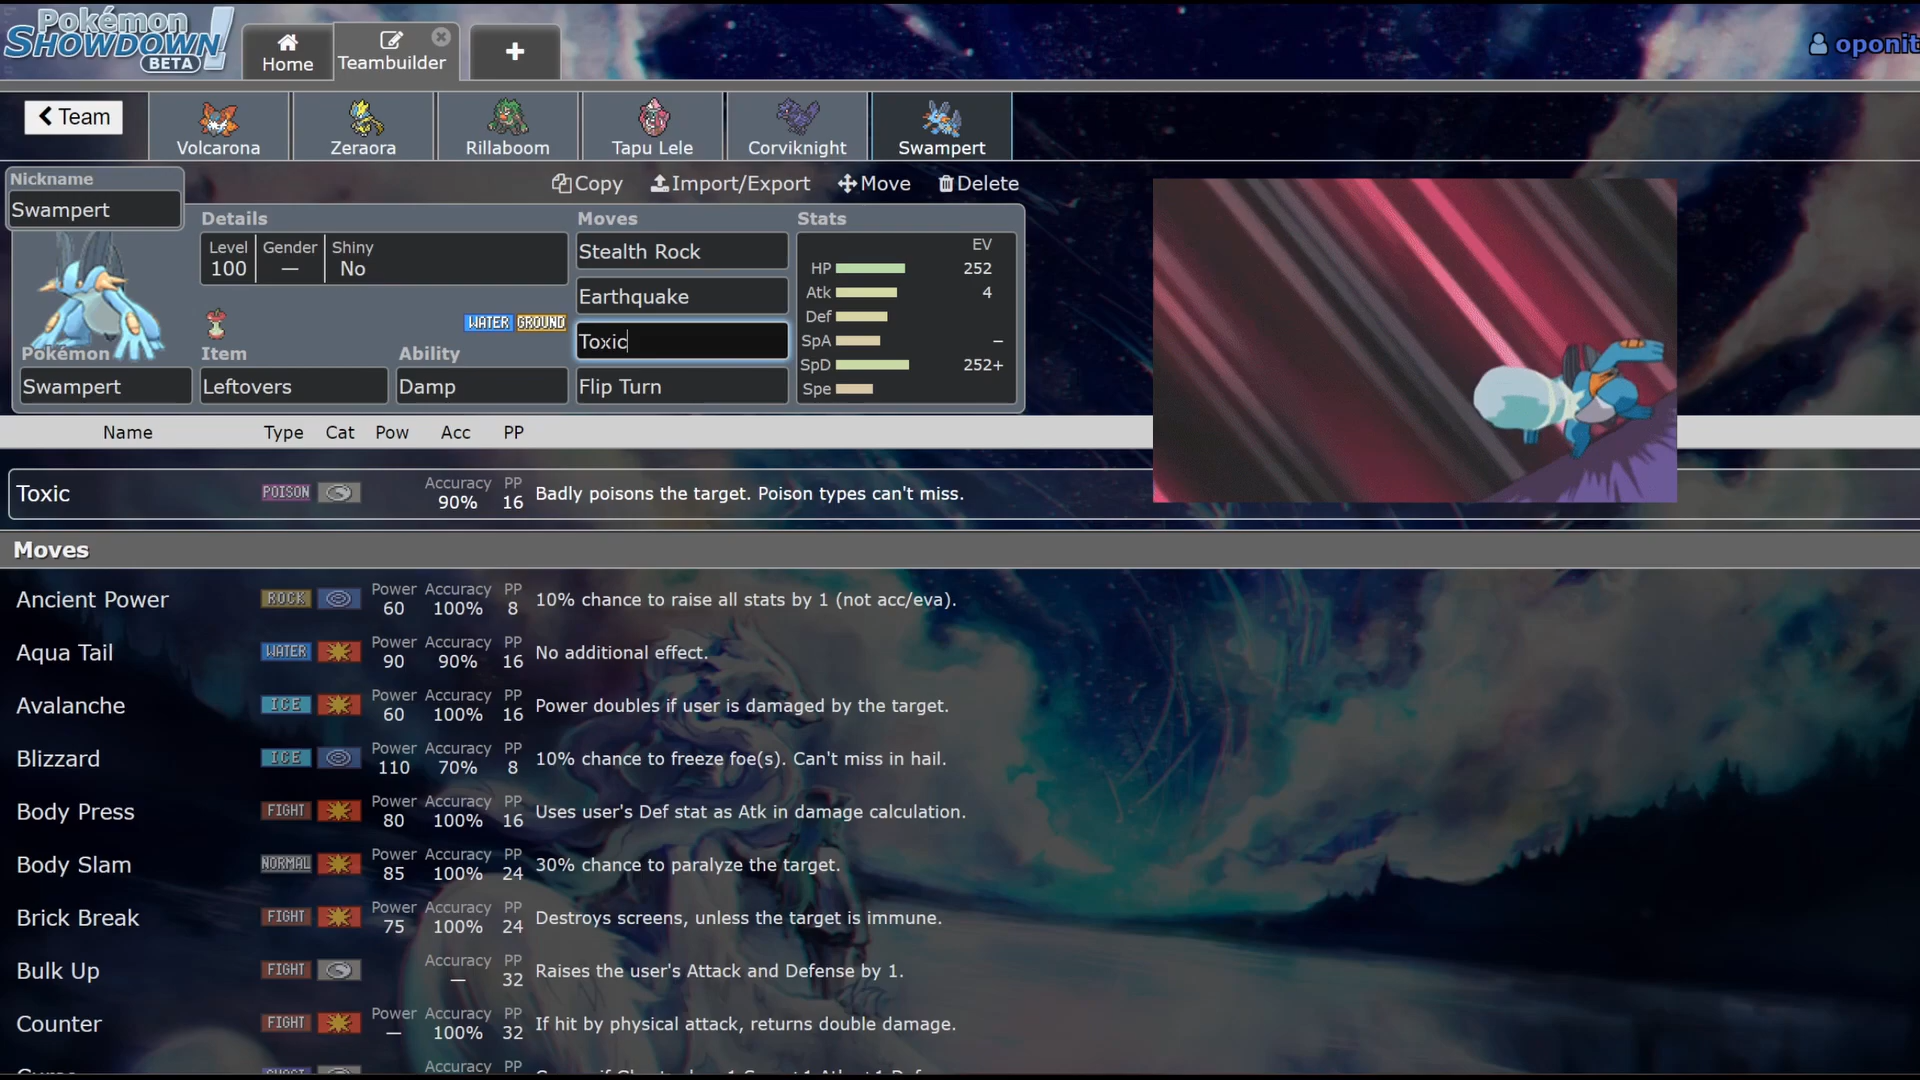 Pokémon
SHOWDOWN!
BETA
Home
Teambuilder
oponit
Team
Volcarona
Zeraora
Rillaboom
Tapu Lele
Corviknight
Swampert
Copy Import/Export Move Delete
Nickname
Swampert
Details
Level Gender Shiny
100 — No
WATER GROUND
Pokémon Item Ability
Swampert Leftovers Damp
Moves
Stealth Rock
Earthquake
Toxic
Flip Turn
Stats
EV
HP 252
Atk 4
Def
SpA –
SpD 252+
Spe
Name Type Cat Pow Acc PP
Toxic POISON Accuracy 90% PP 16 Badly poisons the target. Poison types can't miss.
Moves
Ancient Power ROCK Power 60 Accuracy 100% PP 8 10% chance to raise all stats by 1 (not acc/eva).
Aqua Tail WATER Power 90 Accuracy 90% PP 16 No additional effect.
Avalanche ICE Power 60 Accuracy 100% PP 16 Power doubles if user is damaged by the target.
Blizzard ICE Power 110 Accuracy 70% PP 8 10% chance to freeze foe(s). Can't miss in hail.
Body Press FIGHT Power 80 Accuracy 100% PP 16 Uses user's Def stat as Atk in damage calculation.
Body Slam NORMAL Power 85 Accuracy 100% PP 24 30% chance to paralyze the target.
Brick Break FIGHT Power 75 Accuracy 100% PP 24 Destroys screens, unless the target is immune.
Bulk Up FIGHT Accuracy — PP 32 Raises the user's Attack and Defense by 1.
Counter FIGHT Power — Accuracy 100% PP 32 If hit by physical attack, returns double damage.
Accuracy PP